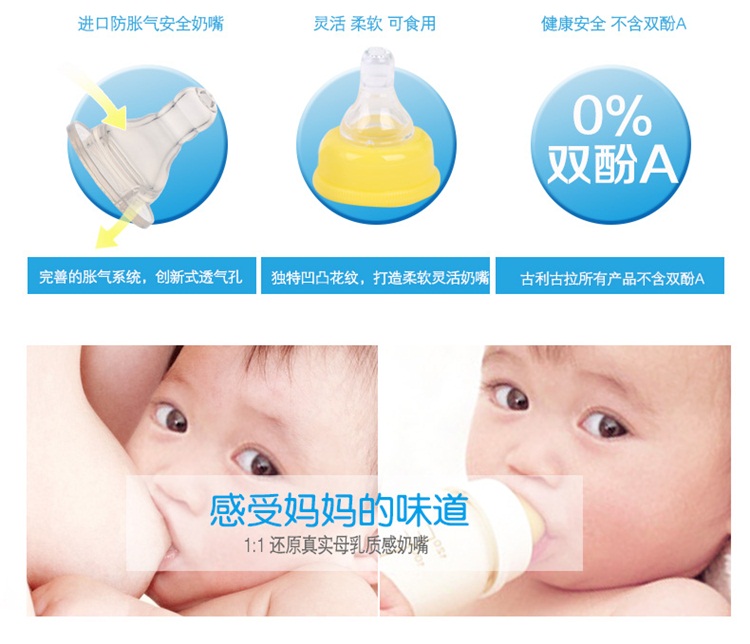 进口防胀气安全奶嘴
灵活 柔软 可食用
健康安全 不含双酚A
0%
双酚A
完善的胀气系统，创新式透气孔
独特凹凸花纹，打造柔软灵活奶嘴
古利古拉所有产品不含双酚A
感受妈妈的味道
1:1 还原真实母乳质感奶嘴